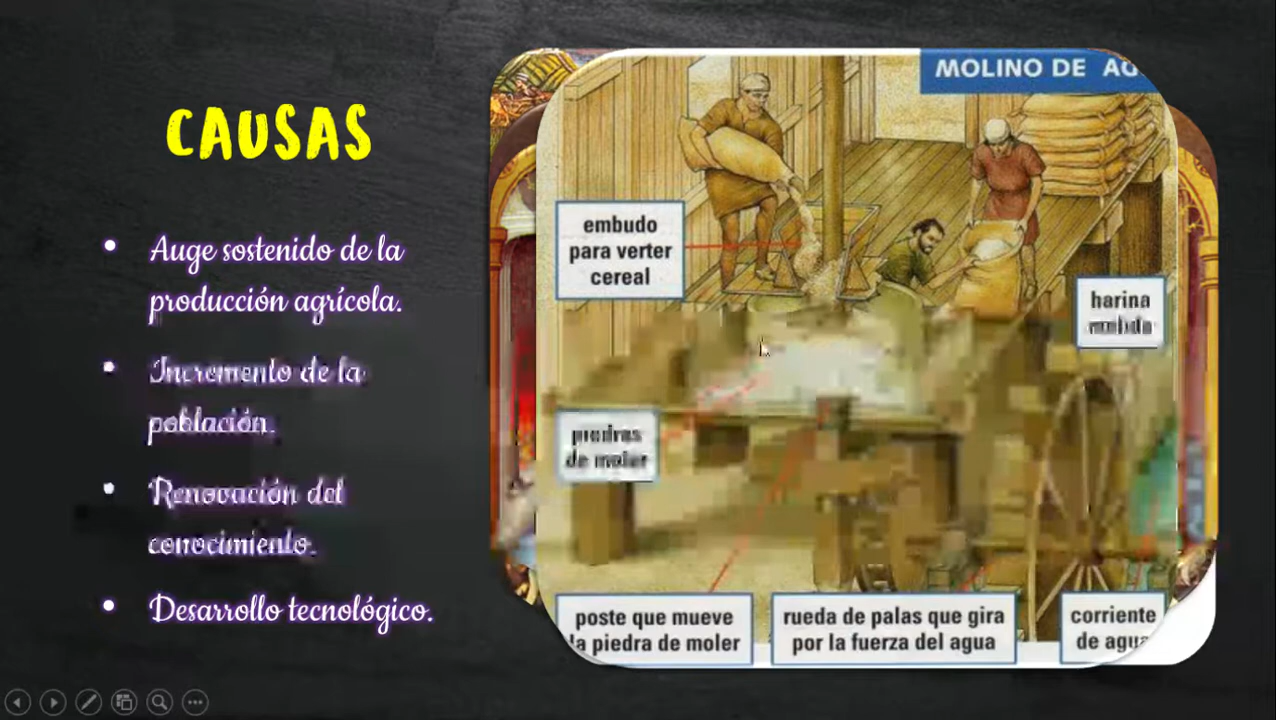 CAUSAS
Auge sostenido de la
producción agrícola.
Incremento de la
población.
Renovación del
conocimiento.
Desarrollo tecnológico.
MOLINO DE AG
embudo
para verter
cereal
harina
molida
piedras
de moler
poste que mueve
la piedra de moler
rueda de palas que gira
por la fuerza del agua
corriente
de agua